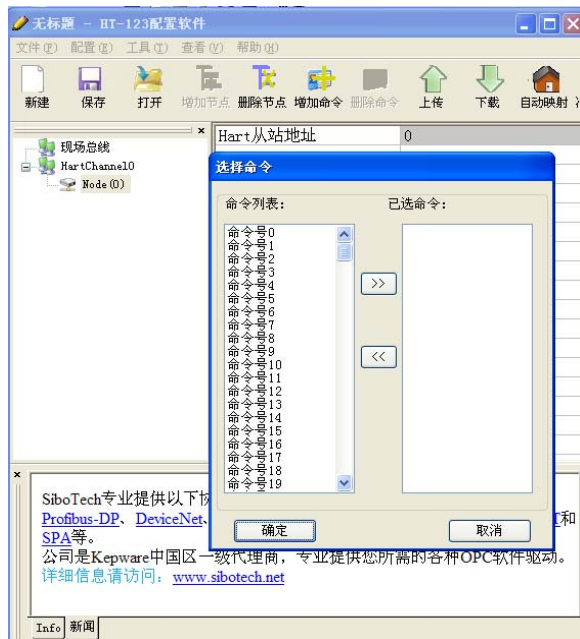 无标题 - HT-123配置软件
文件(F) 配置(E) 工具(T) 查看(V) 帮助(H)
新建 保存 打开 增加节点 删除节点 增加命令 删除命令 上传 下载 自动映射
现场总线
HartChannel0
Node(0)
Hart从站地址 0
选择命令
命令列表: 已选命令:
命令号0
命令号1
命令号2
命令号3
命令号4
命令号5
命令号6
命令号7
命令号8
命令号9
命令号10
命令号11
命令号12
命令号13
命令号14
命令号15
命令号16
命令号17
命令号18
命令号19
>>
<<
确定 取消
SiboTech专业提供以下
Profibus-DP、DeviceNet、 和
SPA等。
公司是Kepware中国区一级代理商，专业提供您所需的各种OPC软件驱动。
详细信息请访问：www.sibotech.net
Info 新闻